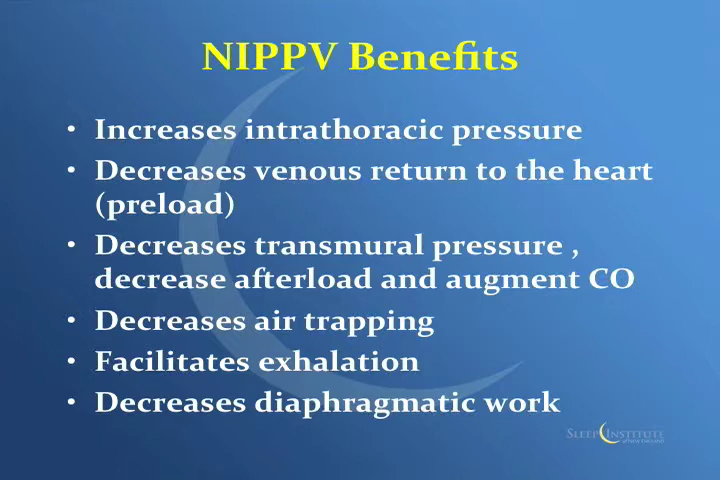 NIPPV Benefits
• Increases intrathoracic pressure
• Decreases venous return to the heart
(preload)
• Decreases transmural pressure ,
decrease afterload and augment CO
• Decreases air trapping
• Facilitates exhalation
• Decreases diaphragmatic work
SLEEP INSTITUTE